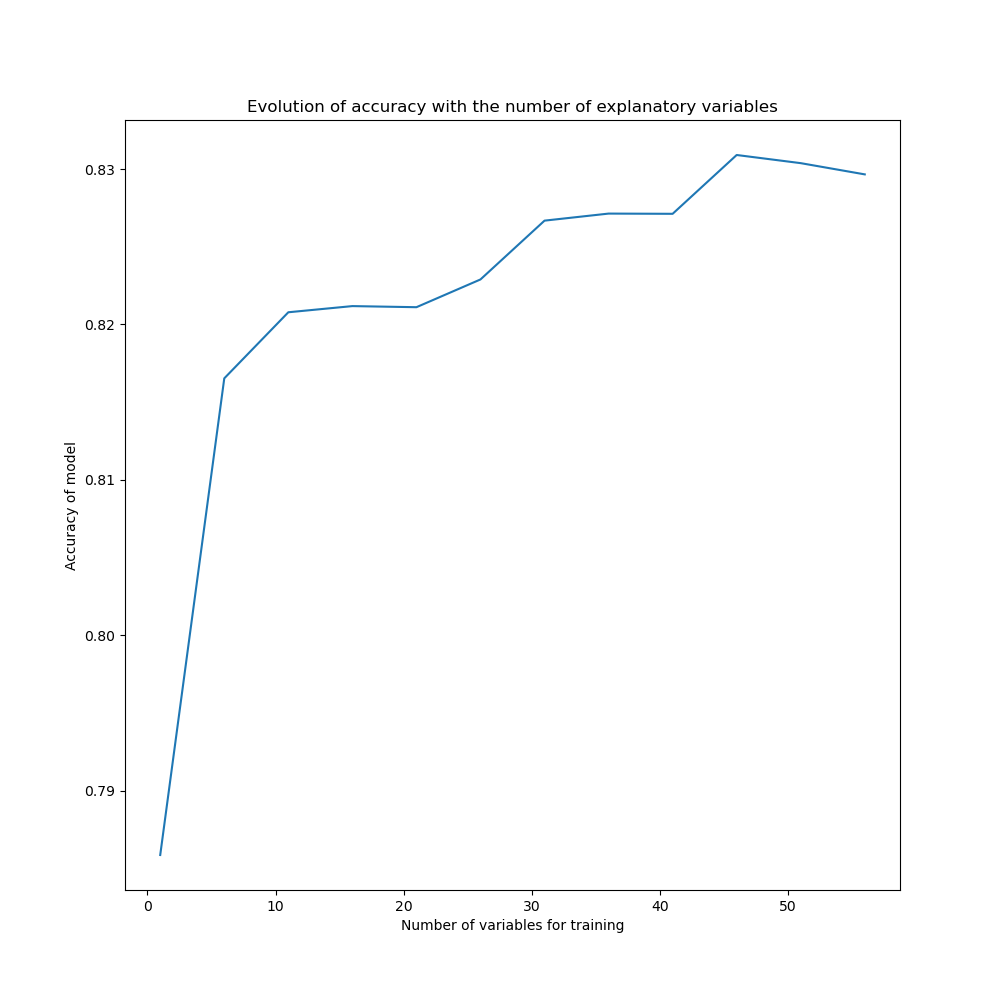 Evolution of accuracy with the number of explanatory variables
0.83
0.82
0.81
0.80
0.79
Accuracy of model
0 10 20 30 40 50
Number of variables for training